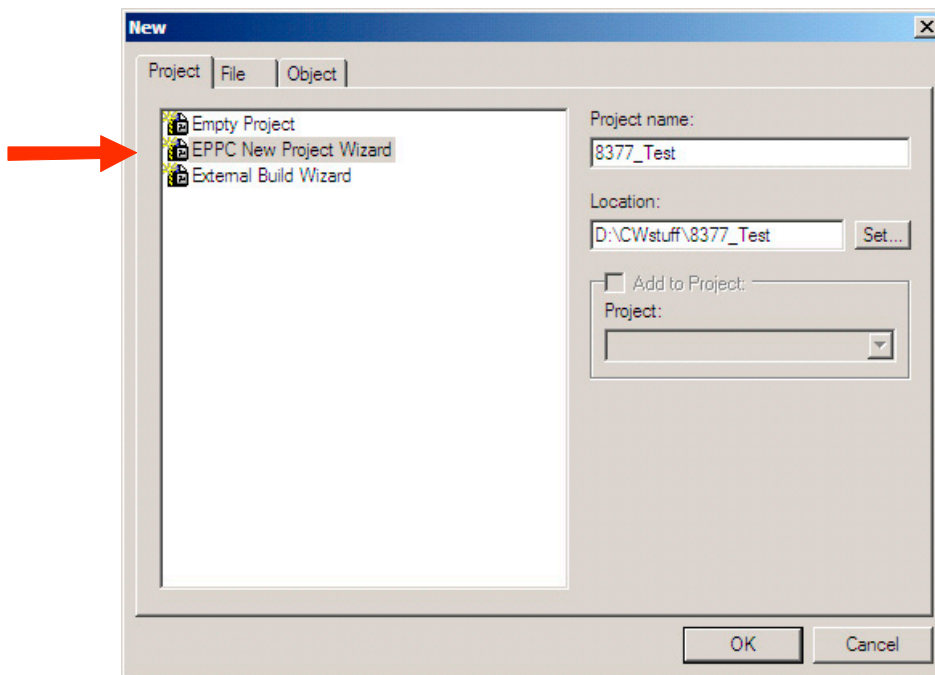 New
Project File Object
Empty Project
EPPC New Project Wizard
External Build Wizard
Project name:
8377_Test
Location:
D:\CWstuff\8377_Test Set...
Add to Project:
Project:
OK Cancel